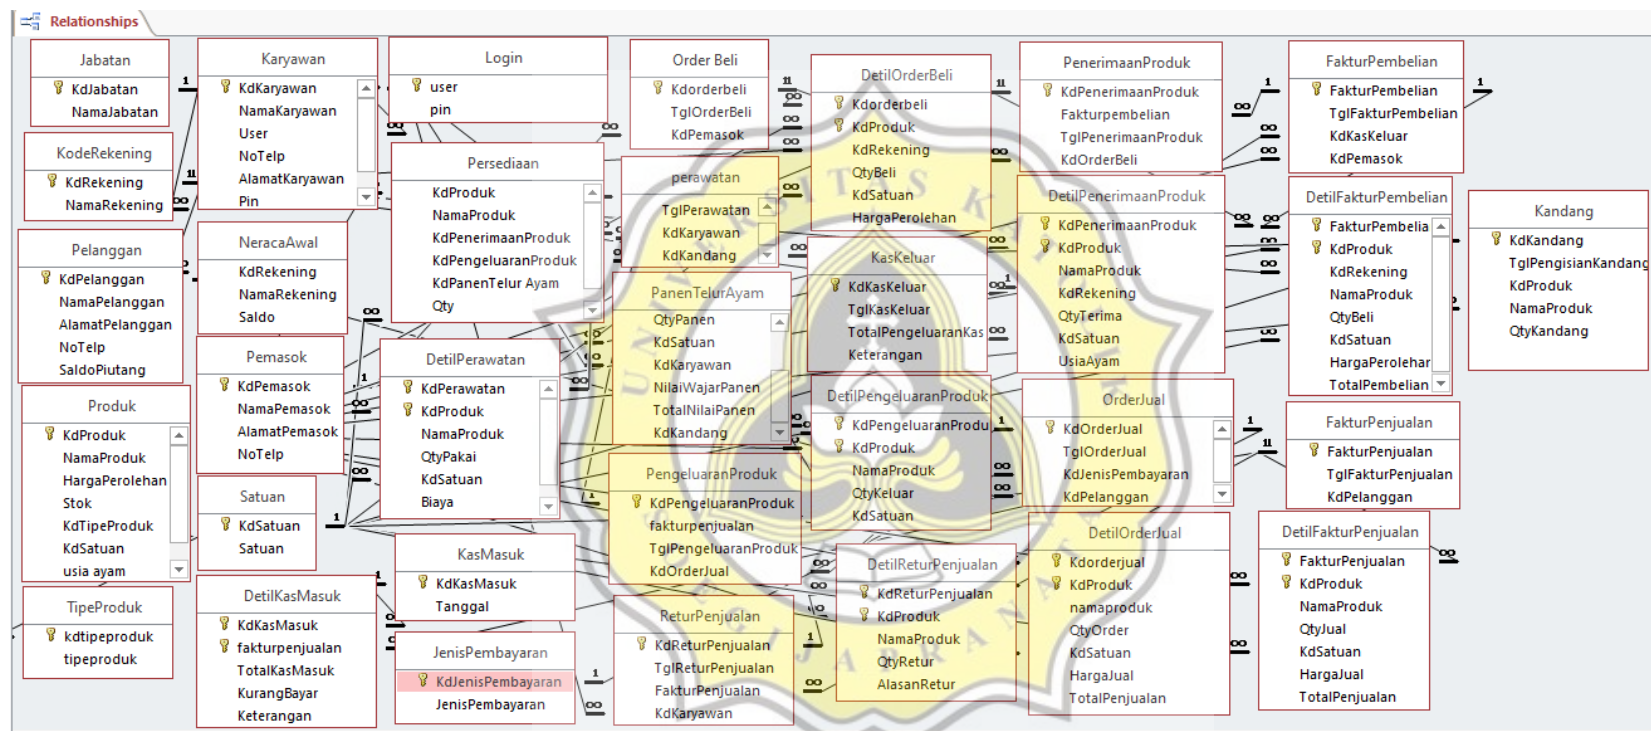 Relationships
Jabatan
KdJabatan
NamaJabatan
KodeRekening
KdRekening
NamaRekening
Pelanggan
KdPelanggan
NamaPelanggan
AlamatPelanggan
NoTelp
SaldoPiutang
Produk
KdProduk
NamaProduk
HargaPerolehan
Stok
KdTipeProduk
KdSatuan
usia ayam
TipeProduk
kdtipeproduk
tipeproduk
Karyawan
KdKaryawan
NamaKaryawan
User
NoTelp
AlamatKaryawan
Pin
NeracaAwal
KdRekening
NamaRekening
Saldo
Pemasok
KdPemasok
NamaPemasok
AlamatPemasok
NoTelp
Satuan
KdSatuan
Satuan
DetilKasMasuk
KdKasMasuk
fakturpenjualan
TotalKasMasuk
KurangBayar
Keterangan
Login
user
pin
Persediaan
KdProduk
NamaProduk
KdPenerimaanProduk
KdPengeluaranProduk
KdPanenTelur Ayam
Qty
DetilPerawatan
KdPerawatan
KdProduk
NamaProduk
QtyPakai
KdSatuan
Biaya
KasMasuk
KdKasMasuk
Tanggal
JenisPembayaran
KdJenisPembayaran
JenisPembayaran
Order Beli
Kdorderbeli
TglOrderBeli
KdPemasok
perawatan
TglPerawatan
KdKaryawan
KdKandang
PanenTelurAyam
QtyPanen
KdSatuan
KdKaryawan
NilaiWajarPanen
TotalNilaiPanen
KdKandang
PengeluaranProduk
KdPengeluaranProduk
fakturpenjualan
TglPengeluaranProduk
KdOrderJual
ReturPenjualan
KdReturPenjualan
TglReturPenjualan
FakturPenjualan
KdKaryawan
DetilOrderBeli
Kdorderbeli
KdProduk
KdRekening
QtyBeli
KdSatuan
HargaPerolehan
KasKeluar
KdKasKeluar
TglKasKeluar
TotalPengeluaranKas
Keterangan
DetilPengeluaranProduk
KdPengeluaranProdu
KdProduk
NamaProduk
QtyKeluar
KdSatuan
DetilReturPenjualan
KdReturPenjualan
KdProduk
NamaProduk
QtyRetur
AlasanRetur
PenerimaanProduk
KdPenerimaanProduk
Fakturpembelian
TglPenerimaanProduk
KdOrderBeli
DetilPenerimaanProduk
KdPenerimaanProduk
KdProduk
NamaProduk
KdRekening
QtyTerima
KdSatuan
UsiaAyam
OrderJual
KdOrderJual
TglOrderJual
KdJenisPembayaran
KdPelanggan
DetilOrderJual
Kdorderjual
KdProduk
namaproduk
QtyOrder
KdSatuan
HargaJual
TotalPenjualan
FakturPembelian
FakturPembelian
TglFakturPembelian
KdKasKeluar
KdPemasok
DetilFakturPembelian
FakturPembelia
KdProduk
KdRekening
NamaProduk
QtyBeli
KdSatuan
HargaPerolehar
TotalPembelian
FakturPenjualan
FakturPenjualan
TglFakturPenjualan
KdPelanggan
DetilFakturPenjualan
FakturPenjualan
KdProduk
NamaProduk
QtyJual
KdSatuan
HargaJual
TotalPenjualan
Kandang
KdKandang
TglPengisianKandang
KdProduk
NamaProduk
QtyKandang